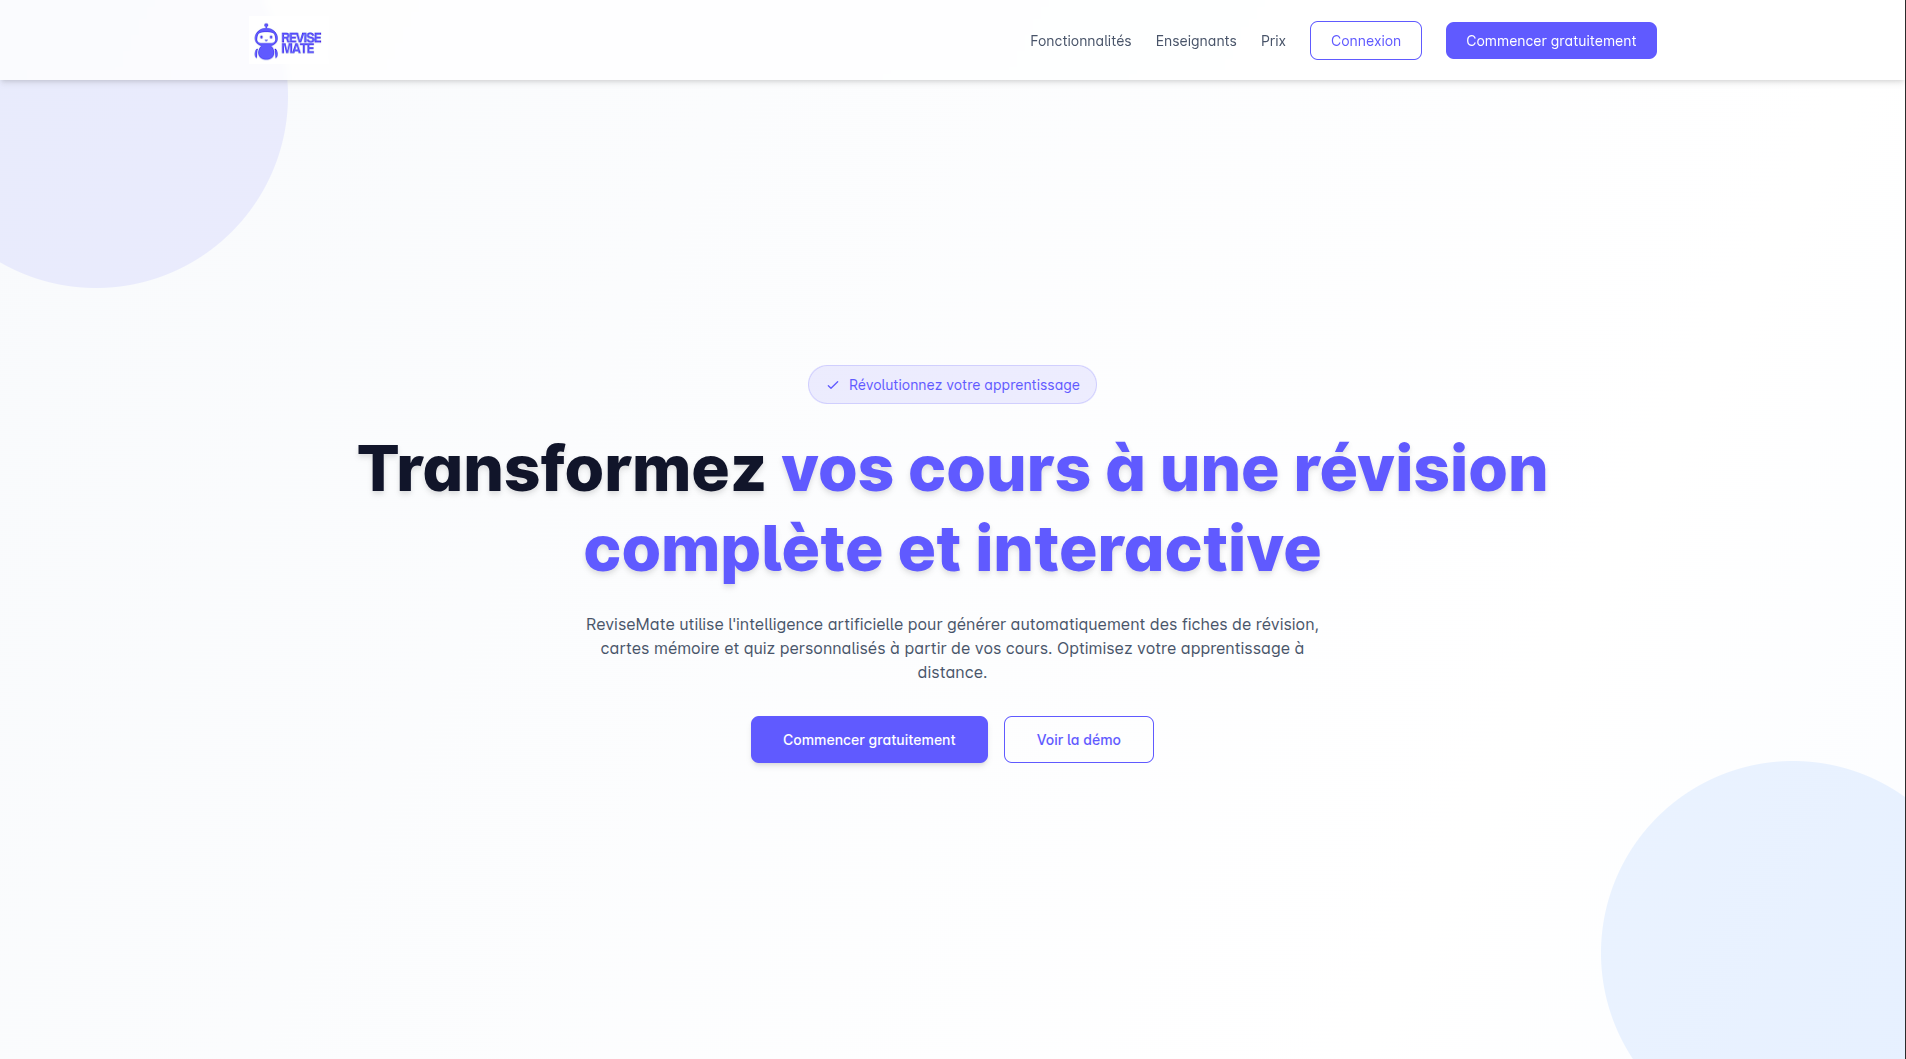 REVISE
MATE
Fonctionnalités
Enseignants
Prix
Connexion
Commencer gratuitement
Révolutionnez votre apprentissage
Transformez vos cours à une révision
complète et interactive
ReviseMate utilise l'intelligence artificielle pour générer automatiquement des fiches de révision,
cartes mémoire et quiz personnalisés à partir de vos cours. Optimisez votre apprentissage à
distance.
Commencer gratuitement
Voir la démo